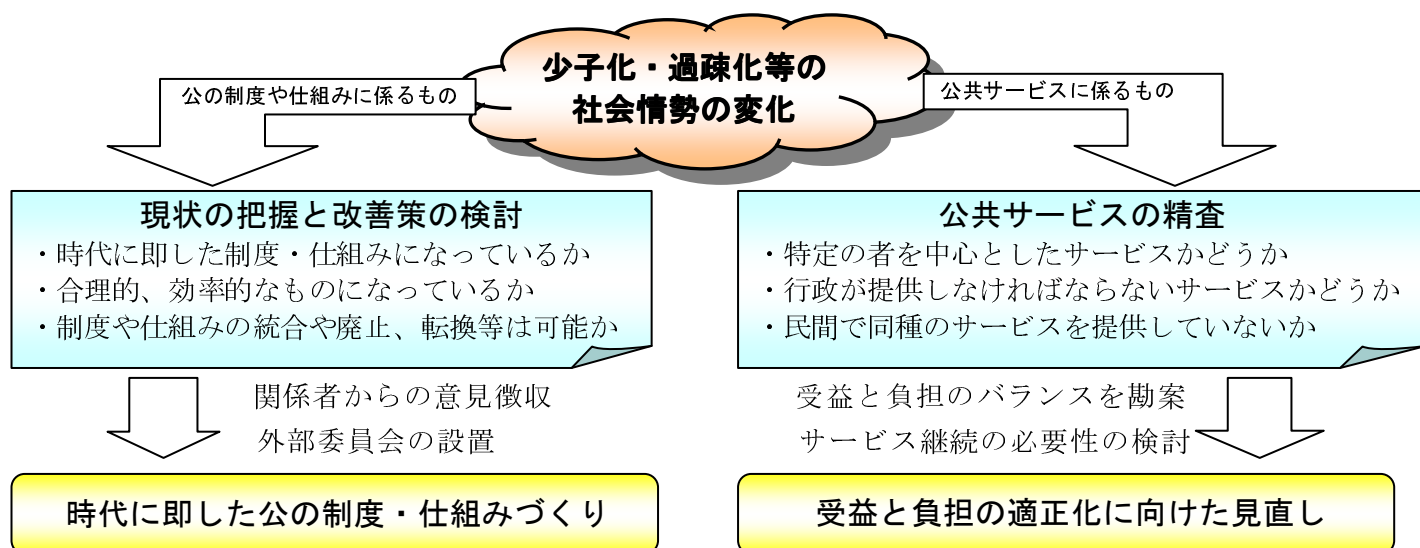 少子化・過疎化等の
社会情勢の変化
公の制度や仕組みに係るもの
公共サービスに係るもの
現状の把握と改善策の検討
・時代に即した制度・仕組みになっているか
・合理的、効率的なものになっているか
・制度や仕組みの統合や廃止、転換等は可能か
関係者からの意見徴収
外部委員会の設置
時代に即した公の制度・仕組みづくり
公共サービスの精査
・特定の者を中心としたサービスかどうか
・行政が提供しなければならないサービスかどうか
・民間で同種のサービスを提供していないか
受益と負担のバランスを勘案
サービス継続の必要性の検討
受益と負担の適正化に向けた見直し